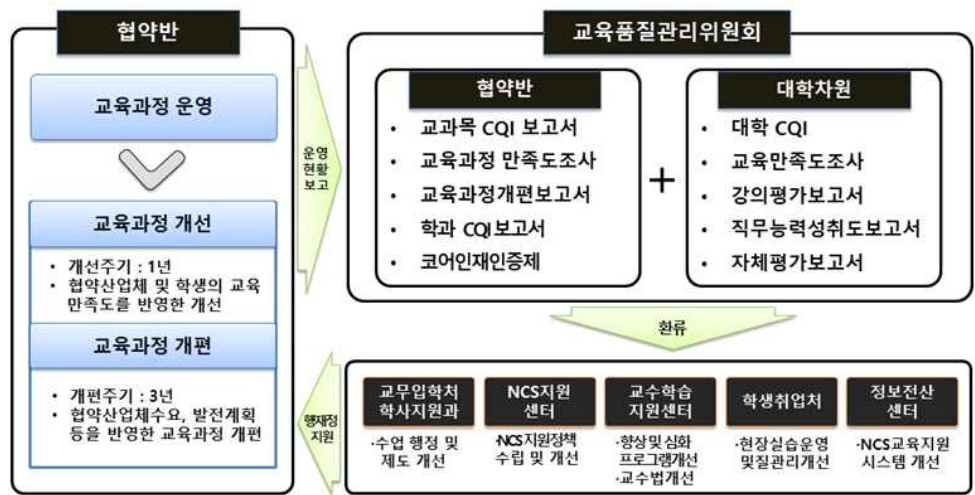 협약반
교육과정 운영
교육과정 개선
• 개선주기 : 1년
• 협약산업체 및 학생의 교육
만족도를 반영한 개선
교육과정 개편
• 개편주기 : 3년
• 협약산업체수요, 발전계획
등을 반영한 교육과정 개편
운영
현황
보고
교육품질관리위원회
협약반
• 교과목 CQI 보고서
• 교육과정 만족도조사
• 교육과정개편보고서
• 학과 CQI보고서
• 코어인재인증제
+
대학차원
• 대학 CQI
• 교육만족도조사
• 강의평가보고서
• 직무능력성취도보고서
• 자체평가보고서
환류
행재정
지원
교무입학처
학사지원과
·수업 행정 및
제도 개선
NCS지원
센터
·NCS지원정책
수립 및 개선
교수학습
지원센터
·향상및심화
프로그램개선
·교수법개선
학생취업처
·현장실습운영
및질관리개선
정보전산
센터
·NCS교육지원
시스템 개선